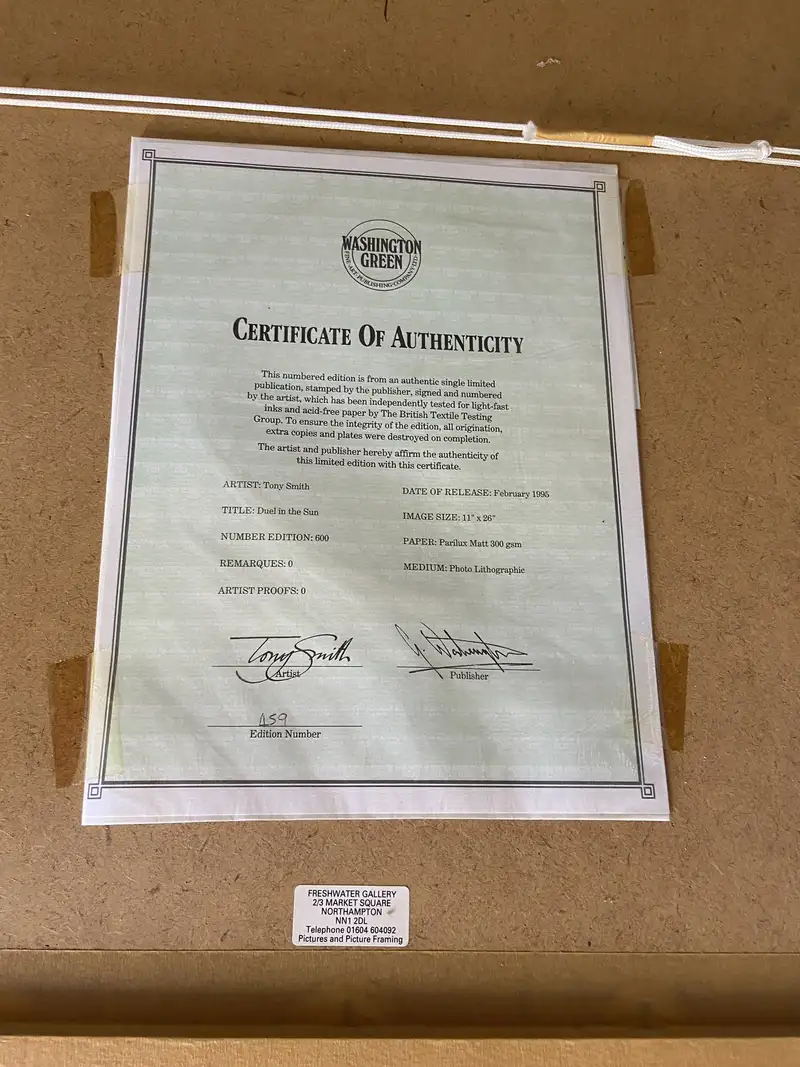 WASHINGTON
GREEN
FINE ART PUBLISHING COMPANY LTD
CERTIFICATE OF AUTHENTICITY
This numbered edition is from an authentic single limited
publication, stamped by the publisher, signed and numbered
by the artist, which has been independently tested for light-fast
inks and acid-free paper by The British Textile Testing
Group. To ensure the integrity of the edition, all origination,
extra copies and plates were destroyed on completion.
The artist and publisher hereby affirm the authenticity of
this limited edition with this certificate.
ARTIST: Tony Smith
DATE OF RELEASE: February 1995
TITLE: Duel in the Sun
IMAGE SIZE: 11" x 26"
NUMBER EDITION: 600
PAPER: Parilux Matt 300 gsm
REMARQUES: 0
MEDIUM: Photo Lithographic
ARTIST PROOFS: 0
Tony Smith
Artist
Publisher
Edition Number
FRESHWATER GALLERY
2/3 MARKET SQUARE
NORTHAMPTON
NN1 2DL
Telephone 01604 604092
Pictures and Picture Framing